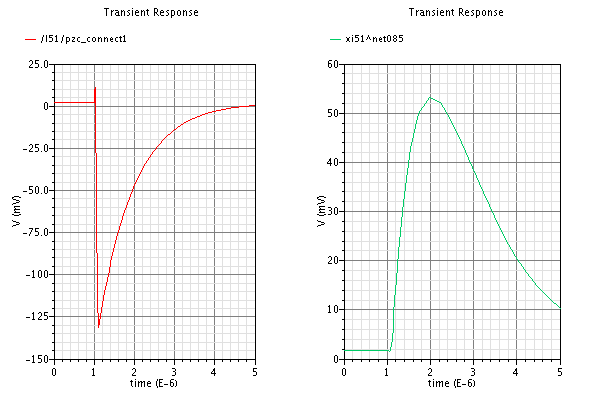 Transient Response
/I51/pzc_connect1
25.0
0
-25.0
-50.0
-75.0
-100
-125
-150
V (mV)
0 1 2 3 4 5
time (E-6)
Transient Response
xi51^net085
60
50
40
30
20
10
0
V (mV)
0 1 2 3 4 5
time (E-6)